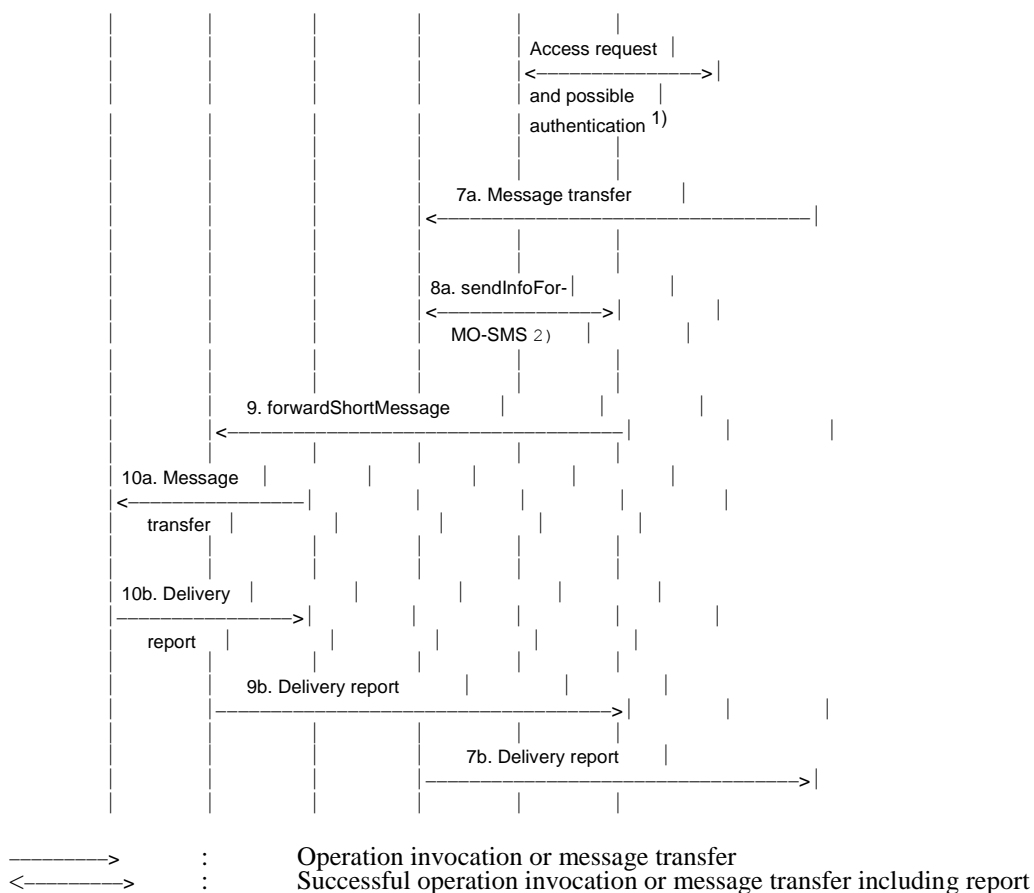 Access request
and possible
authentication 1)
7a. Message transfer
8a. sendInfoFor-
MO-SMS 2)
9. forwardShortMessage
10a. Message
transfer
10b. Delivery
report
9b. Delivery report
7b. Delivery report
: Operation invocation or message transfer
: Successful operation invocation or message transfer including report